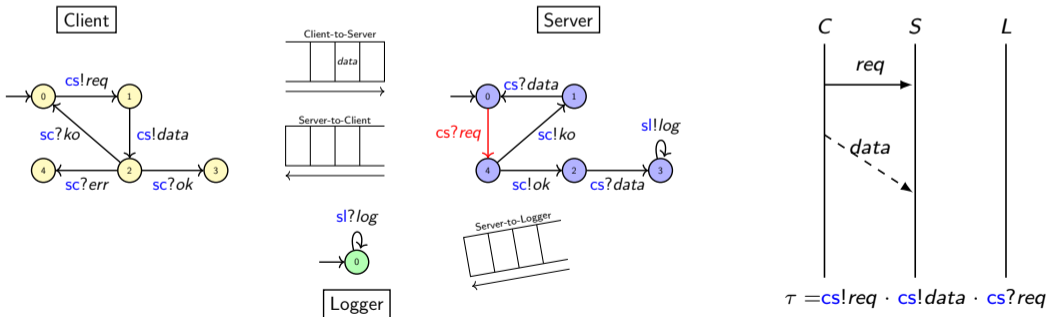 Client
0
cs!req
1
sc?ko
cs!data
4
sc?err
2
sc?ok
3
Client-to-Server
data
Server-to-Client
sl?log
0
Logger
Server
0
cs?data
1
cs?req
sc!ko
sl!log
4
sc!ok
2
cs?data
3
Server-to-Logger
C S L
req
data
τ =cs!req · cs!data · cs?req